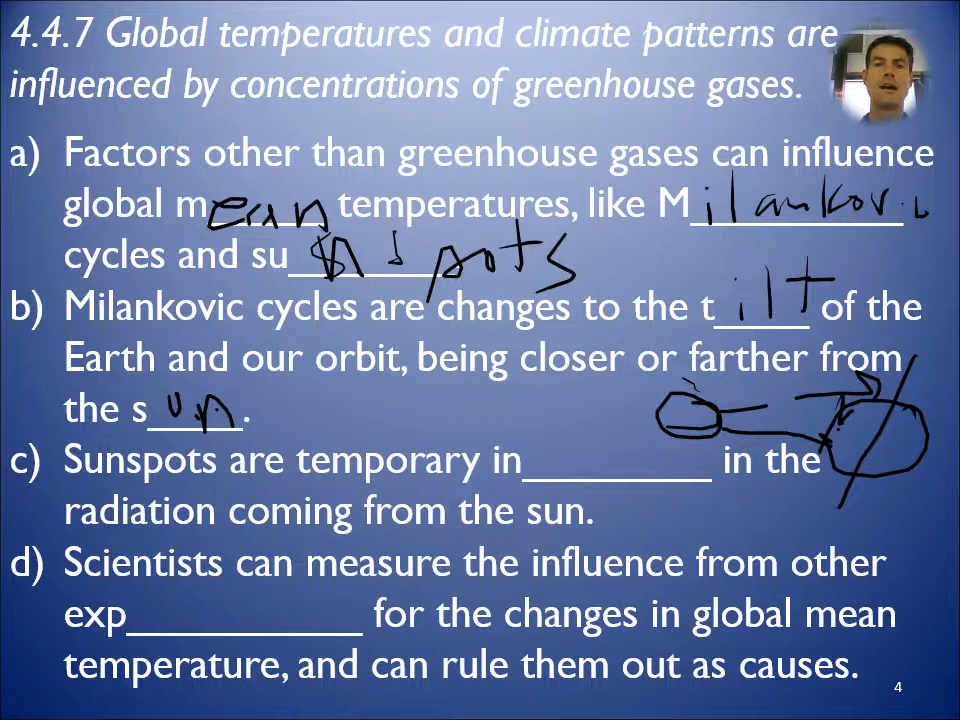 4.4.7 Global temperatures and climate patterns are
influenced by concentrations of greenhouse gases.
a) Factors other than greenhouse gases can influence
global mean temperatures, like Milankovic
cycles and sunspots
b) Milankovic cycles are changes to the tilt of the
Earth and our orbit, being closer or farther from
the sun.
c) Sunspots are temporary in_________ in the
radiation coming from the sun.
d) Scientists can measure the influence from other
exp___________ for the changes in global mean
temperature, and can rule them out as causes.
4